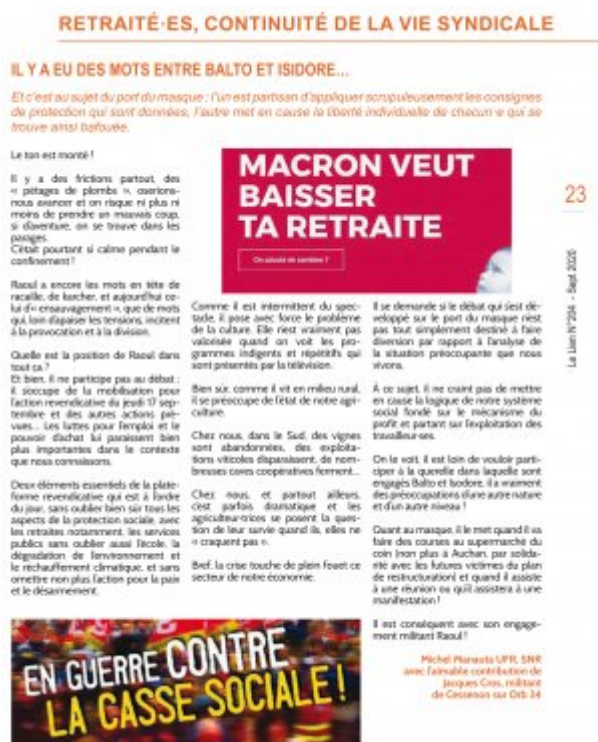 RETRAITÉ·ES, CONTINUITÉ DE LA VIE SYNDICALE
IL Y A EU DES MOTS ENTRE BALTO ET ISIDORE...
Et c'est au sujet du port du masque : l'un est partisan d'appliquer scrupuleusement les consignes
de protection qui sont données, l'autre met en cause la liberté individuelle de chacun·e qui se
trouve ainsi bafouée.
Le ton est monté !
Il y a des frictions partout, des
« pétages de plombs », oserions-
nous avancer et on risque ni plus ni
moins de prendre un mauvais coup,
si d'aventure, on se trouve dans les
parages.
C'était pourtant si calme pendant le
confinement !
Raoul a encore les mots en tête de
racaille, de karcher, et aujourd'hui ce-
lui d'« ensauvagement », que de mots
qui, loin d'apaiser les tensions, incitent
à la provocation et à la division.
Quelle est la position de Raoul dans
tout ça ?
Et bien, il ne participe pas au débat ;
il s'occupe de la mobilisation pour
l'action revendicative du jeudi 17 sep-
tembre et des autres actions pré-
vues... Les luttes pour l'emploi et le
pouvoir d'achat lui paraissent bien
plus importantes dans le contexte
que nous connaissons.
Deux éléments essentiels de la plate-
forme revendicative qui est à l'ordre
du jour, sans oublier bien sûr tous les
aspects de la protection sociale, avec
les retraites notamment, les services
publics sans oublier aussi l'école, la
dégradation de l'environnement et
le réchauffement climatique, et sans
omettre non plus l'action pour la paix
et le désarmement.
EN GUERRE CONTRE
LA CASSE SOCIALE !
MACRON VEUT
BAISSER
TA RETRAITE
On calcule de combien ?
Comme il est intermittent du spec-
tacle, il pose avec force le problème
de la culture. Elle n'est vraiment pas
valorisée quand on voit les pro-
grammes indigents et répétitifs qui
sont présentés par la télévision.
Bien sûr, comme il vit en milieu rural,
il se préoccupe de l'état de notre agri-
culture.
Chez nous, dans le Sud, des vignes
sont abandonnées, des exploita-
tions viticoles disparaissent, de nom-
breuses caves coopératives ferment...
Chez nous, et partout ailleurs,
c'est parfois dramatique et les
agriculteur·trices se posent la ques-
tion de leur survie quand ils, elles ne
« craquent pas ».
Bref, la crise touche de plein fouet ce
secteur de notre économie.
Il se demande si le débat qui s'est dé-
veloppé sur le port du masque n'est
pas tout simplement destiné à faire
diversion par rapport à l'analyse de
la situation préoccupante que nous
vivons.
À ce sujet, il ne craint pas de mettre
en cause la logique de notre système
social fondé sur le mécanisme du
profit et partant sur l'exploitation des
travailleur·ses.
On le voit, il est loin de vouloir parti-
ciper à la querelle dans laquelle sont
engagés Balto et Isodore, il a vraiment
des préoccupations d'une autre nature
et d'un autre niveau !
Quant au masque, il le met quand il va
faire des courses au supermarché du
coin (non plus à Auchan, par solida-
rité avec les futures victimes du plan
de restructuration) et quand il assiste
à une réunion ou qu'il assistera à une
manifestation !
Il est conséquent avec son engage-
ment militant Raoul !
Michel Manauta UFR, SNR
avec l'aimable contribution de
Jacques Cros, militant
de Cessenon sur Orb 34
23
Le Lien N°204 - Sept 2020